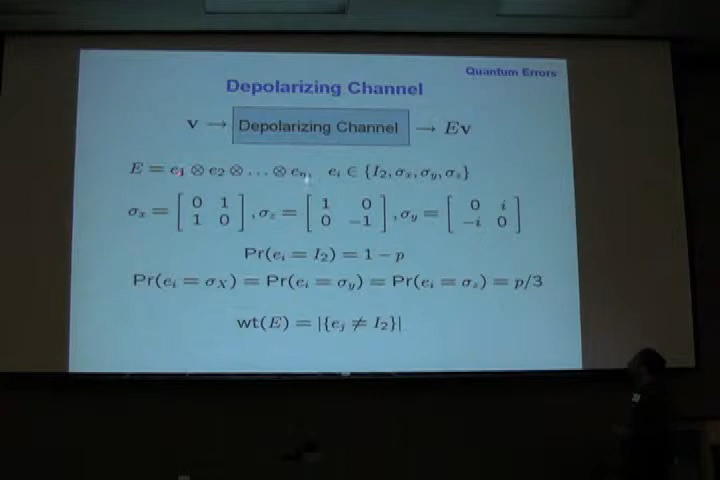 Quantum Errors
Depolarizing Channel
v → Depolarizing Channel → Ev
E = e₁ ⊗ e₂ ⊗ … ⊗ eₙ, eᵢ ∈ {I₂, σₓ, σᵧ, σ_z}
σₓ = [ 0 1 ; 1 0 ], σ_z = [ 1 0 ; 0 −1 ], σᵧ = [ 0 i ; −i 0 ]
Pr(eᵢ = I₂) = 1 − p
Pr(eᵢ = σ_X) = Pr(eᵢ = σᵧ) = Pr(eᵢ = σ_z) = p/3
wt(E) = |{eⱼ ≠ I₂}|